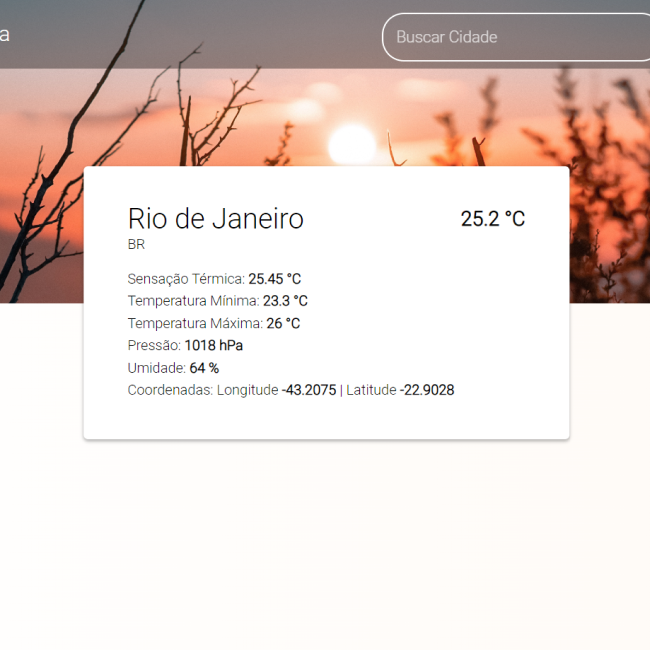 Buscar Cidade
Rio de Janeiro
25.2 °C
BR
Sensação Térmica: 25.45 °C
Temperatura Mínima: 23.3 °C
Temperatura Máxima: 26 °C
Pressão: 1018 hPa
Umidade: 64 %
Coordenadas: Longitude -43.2075 | Latitude -22.9028